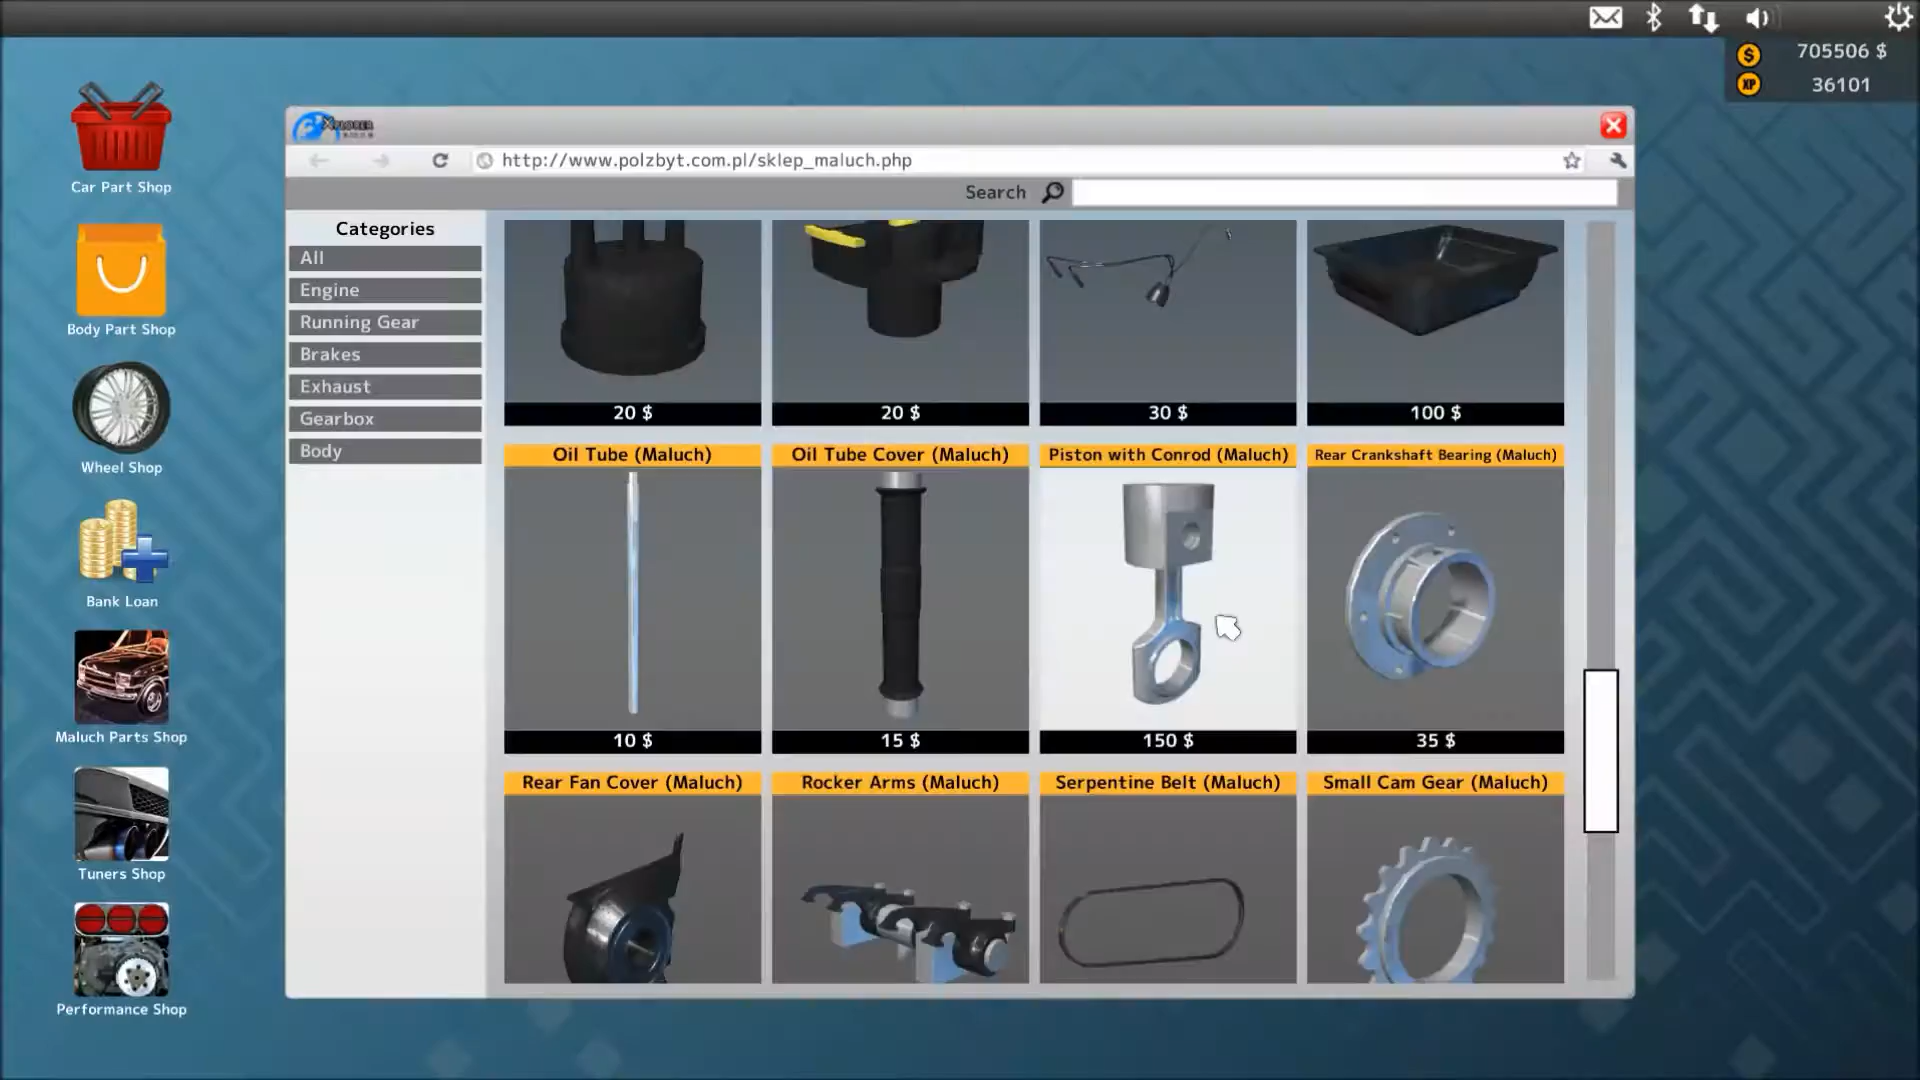 705506 $
XP
36101
XPLORER
http://www.polzbyt.com.pl/sklep_maluch.php
Search
Car Part Shop
Body Part Shop
Wheel Shop
Bank Loan
Maluch Parts Shop
Tuners Shop
Performance Shop
Categories
All
Engine
Running Gear
Brakes
Exhaust
Gearbox
Body
20 $
20 $
30 $
100 $
Oil Tube (Maluch)
Oil Tube Cover (Maluch)
Piston with Conrod (Maluch)
Rear Crankshaft Bearing (Maluch)
10 $
15 $
150 $
35 $
Rear Fan Cover (Maluch)
Rocker Arms (Maluch)
Serpentine Belt (Maluch)
Small Cam Gear (Maluch)